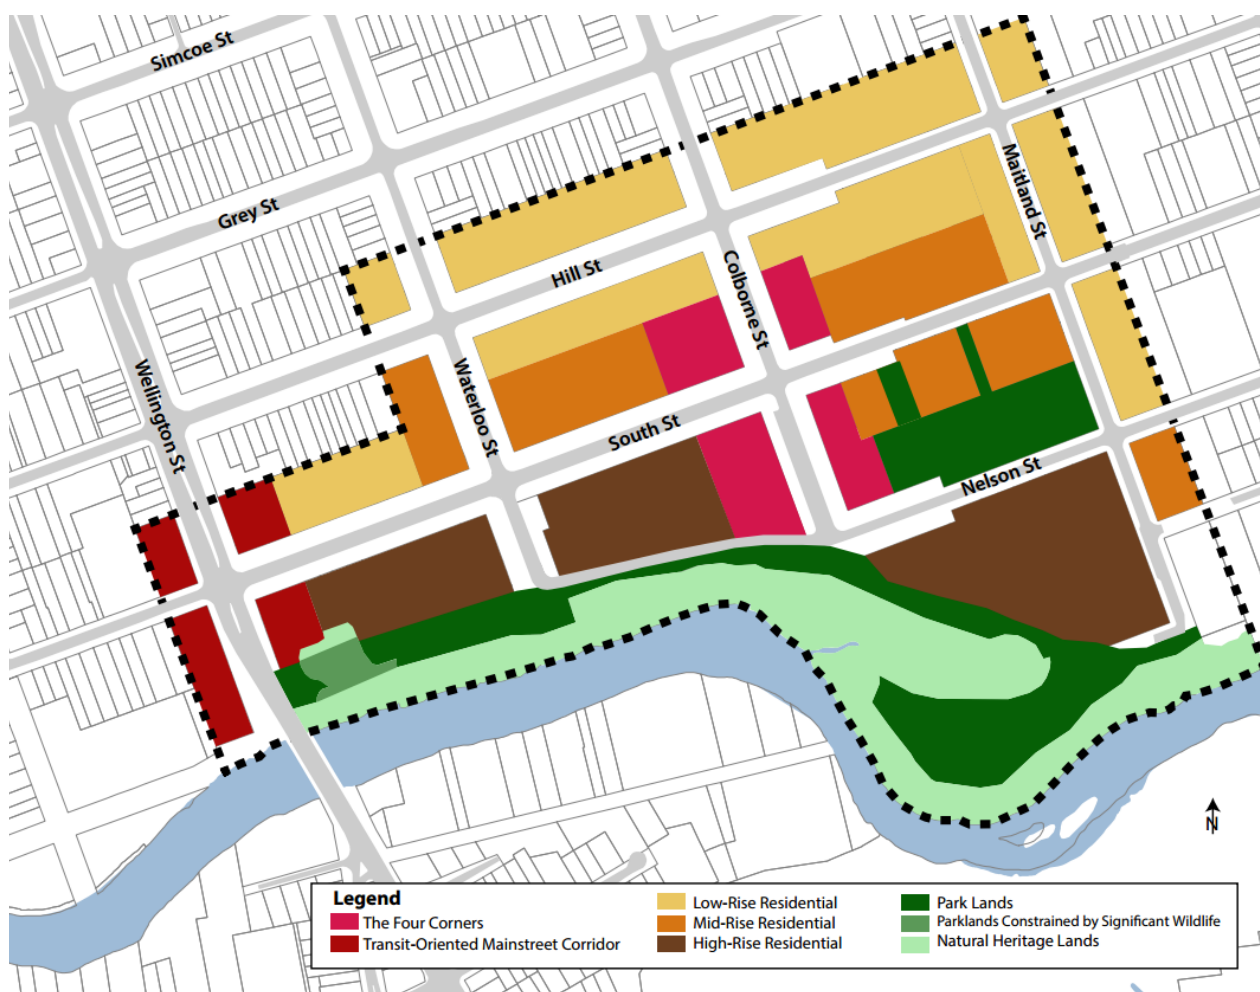 Simcoe St
Grey St
Maitland St
Hill St
Colborne St
Wellington St
Waterloo St
South St
Nelson St
N
Legend
The Four Corners
Transit-Oriented Mainstreet Corridor
Low-Rise Residential
Mid-Rise Residential
High-Rise Residential
Park Lands
Parklands Constrained by Significant Wildlife
Natural Heritage Lands